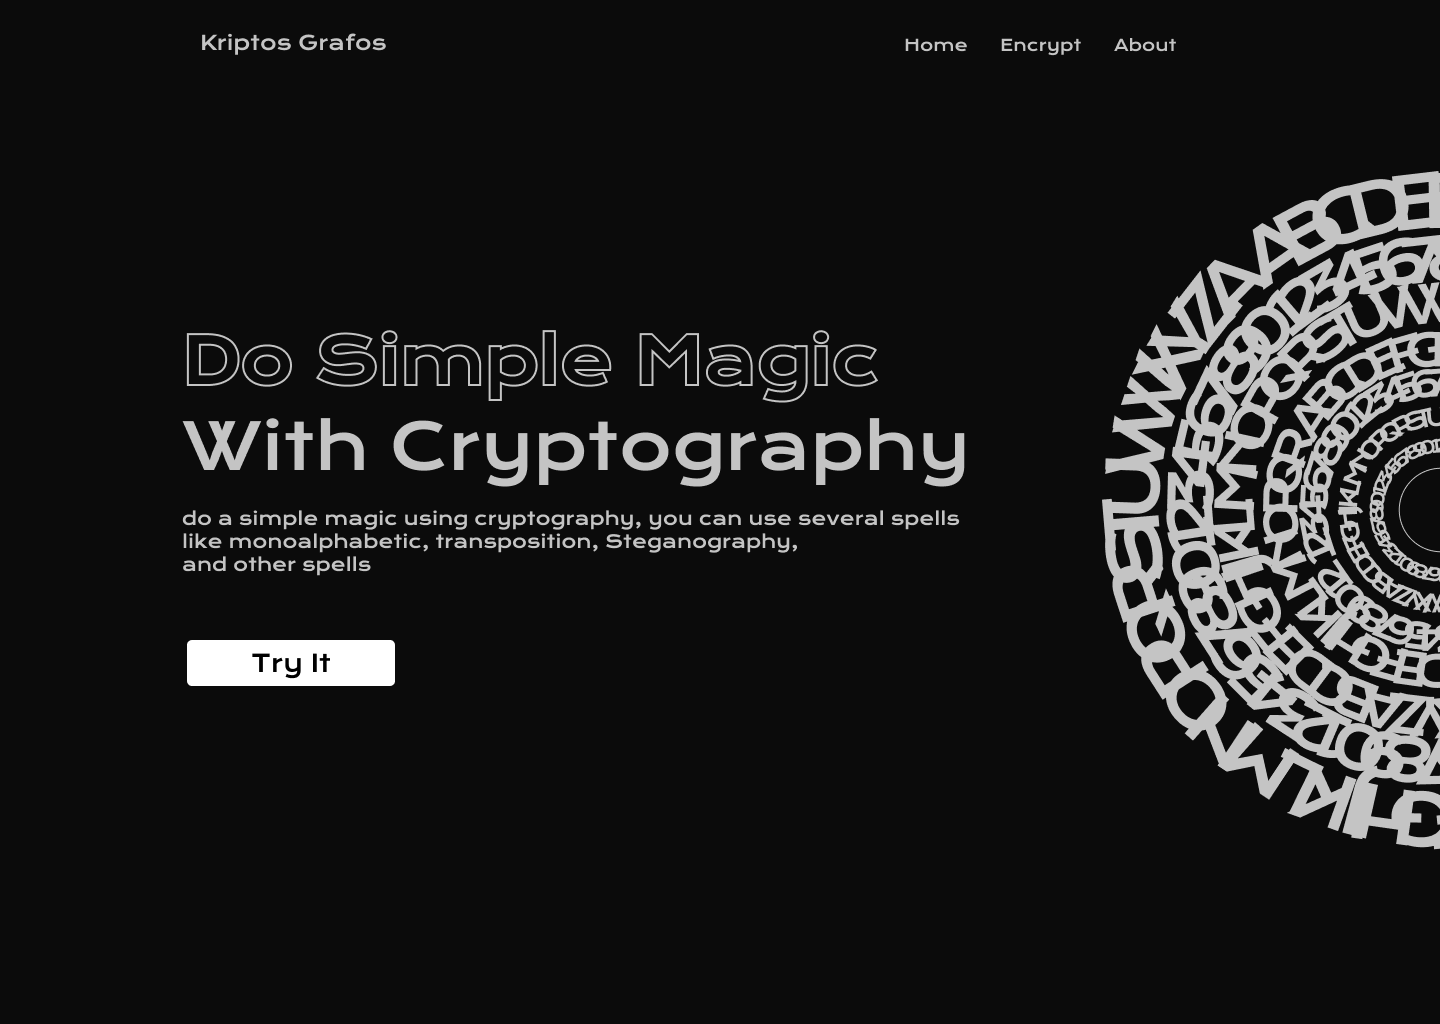 Kriptos Grafos
Home Encrypt About
Do Simple Magic
With Cryptography
do a simple magic using cryptography, you can use several spells
like monoalphabetic, transposition, Steganography,
and other spells
Try It